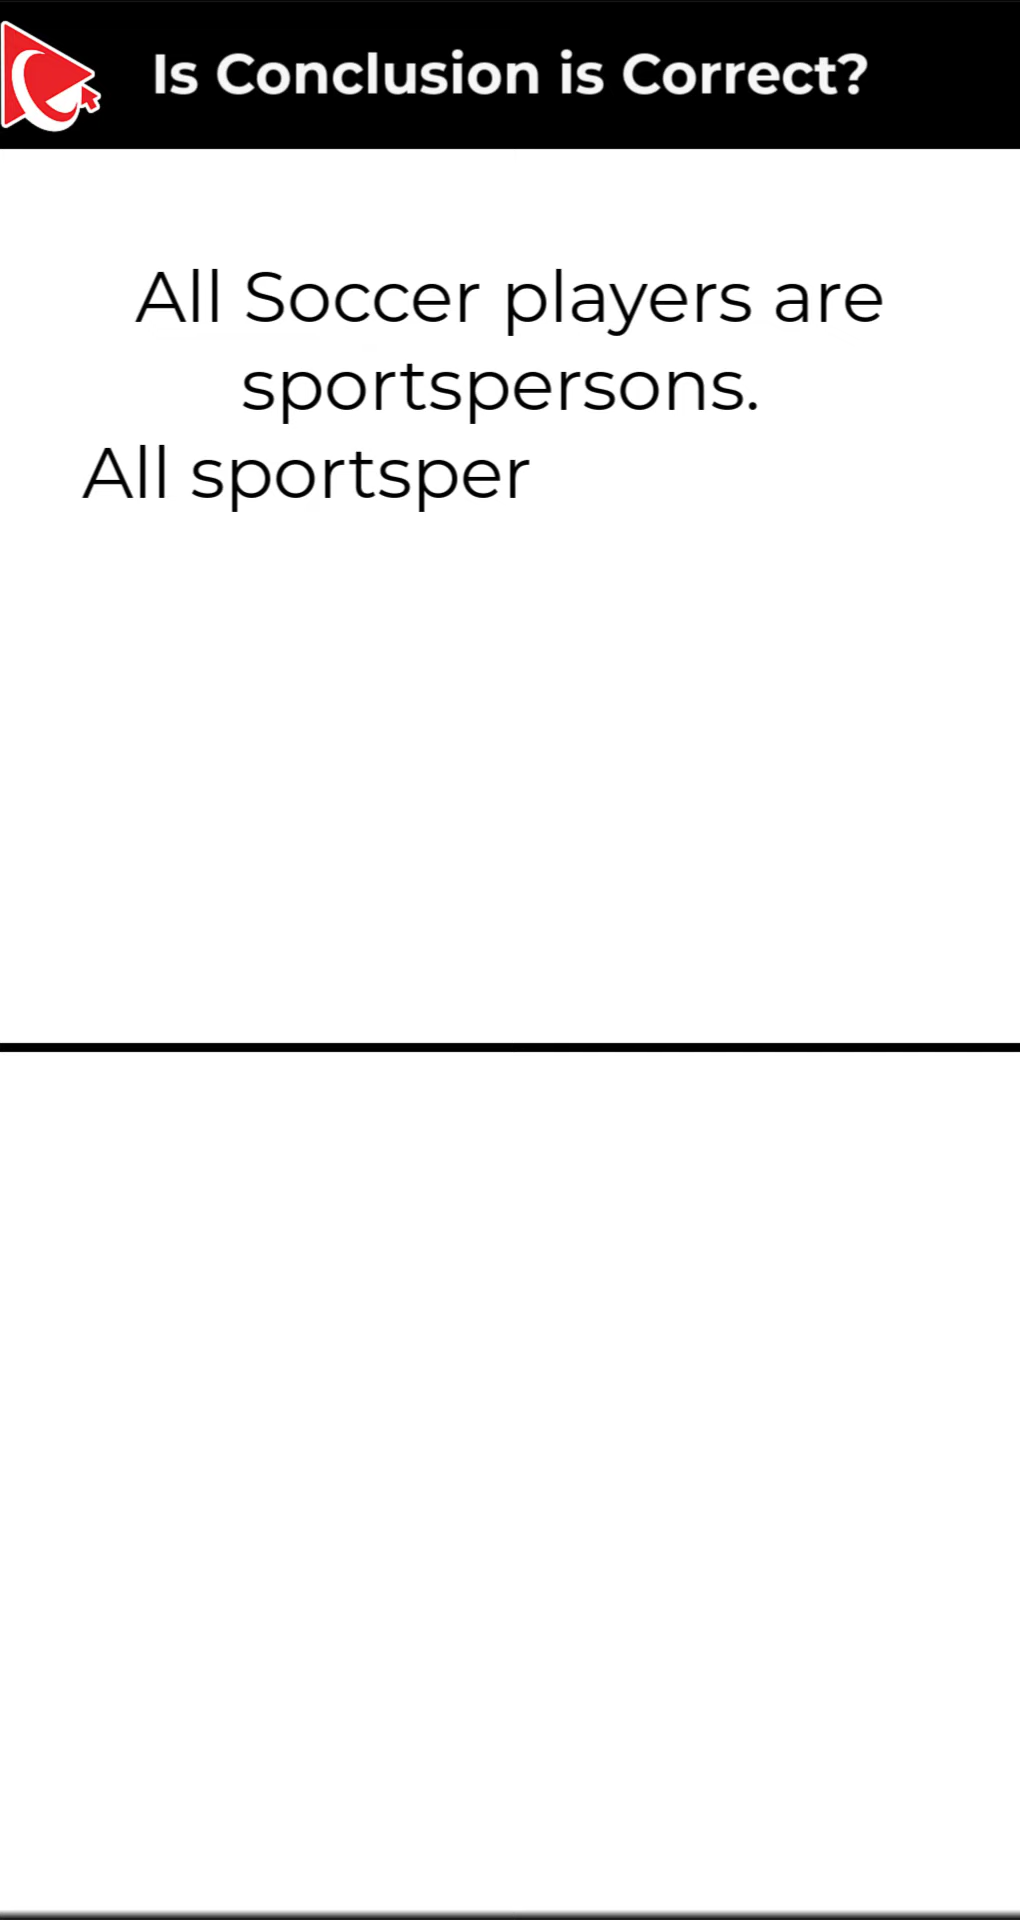 Is Conclusion is Correct?
All Soccer players are
sportspersons.
All sportsper